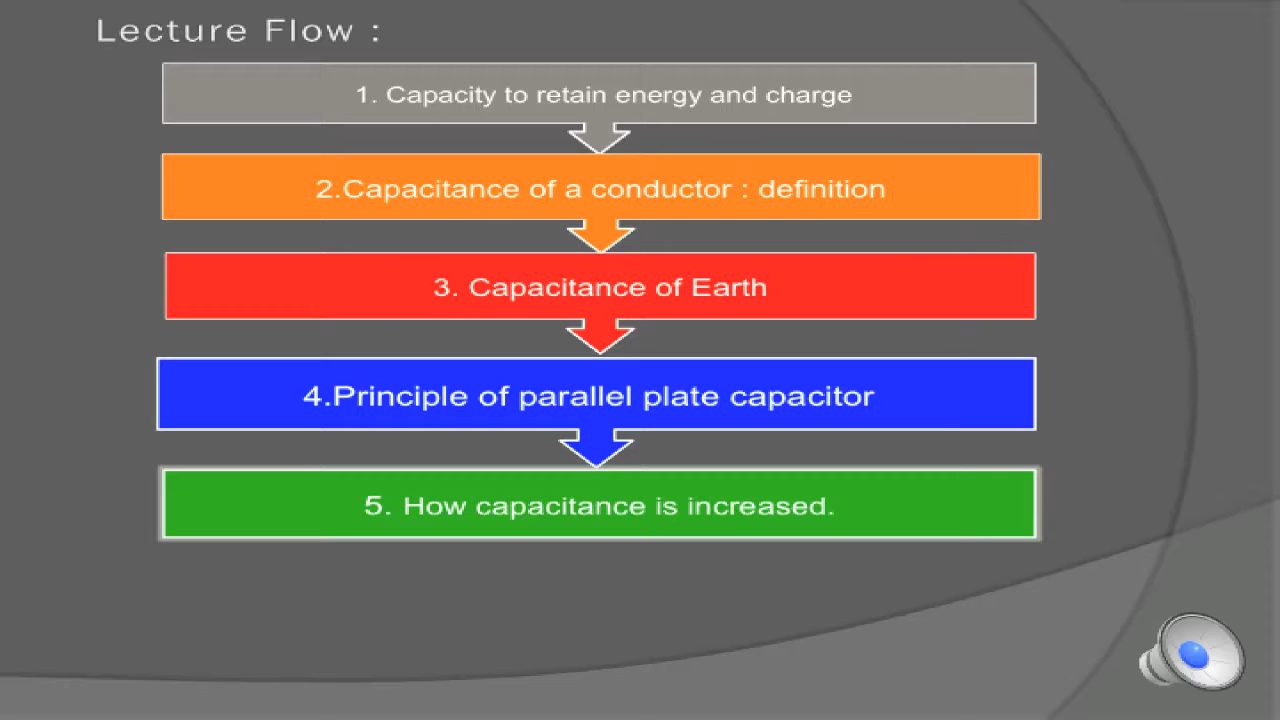 Lecture Flow :
1. Capacity to retain energy and charge
2.Capacitance of a conductor : definition
3. Capacitance of Earth
4.Principle of parallel plate capacitor
5. How capacitance is increased.